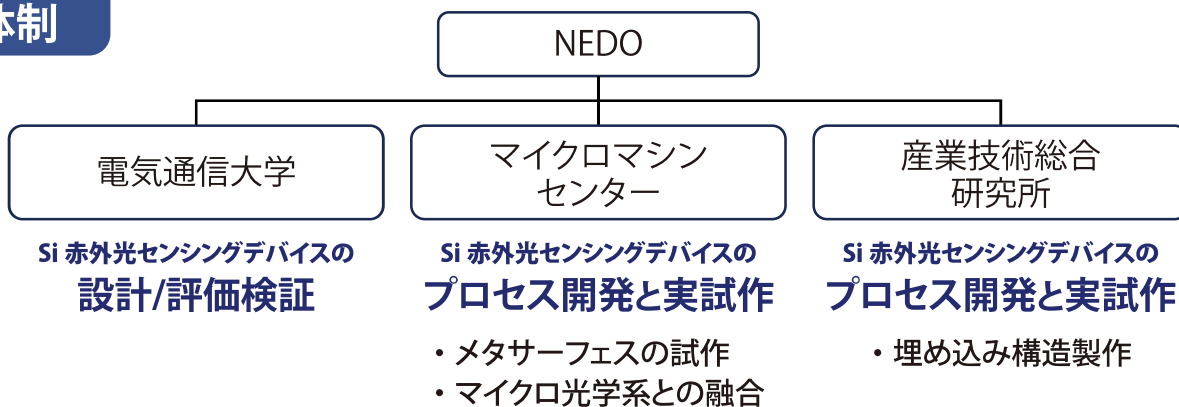 体制
NEDO
電気通信大学
マイクロマシン
センター
産業技術総合
研究所
Si 赤外光センシングデバイスの
設計/評価検証
Si 赤外光センシングデバイスの
プロセス開発と実試作
・メタサーフェスの試作
・マイクロ光学系との融合
Si 赤外光センシングデバイスの
プロセス開発と実試作
・埋め込み構造製作